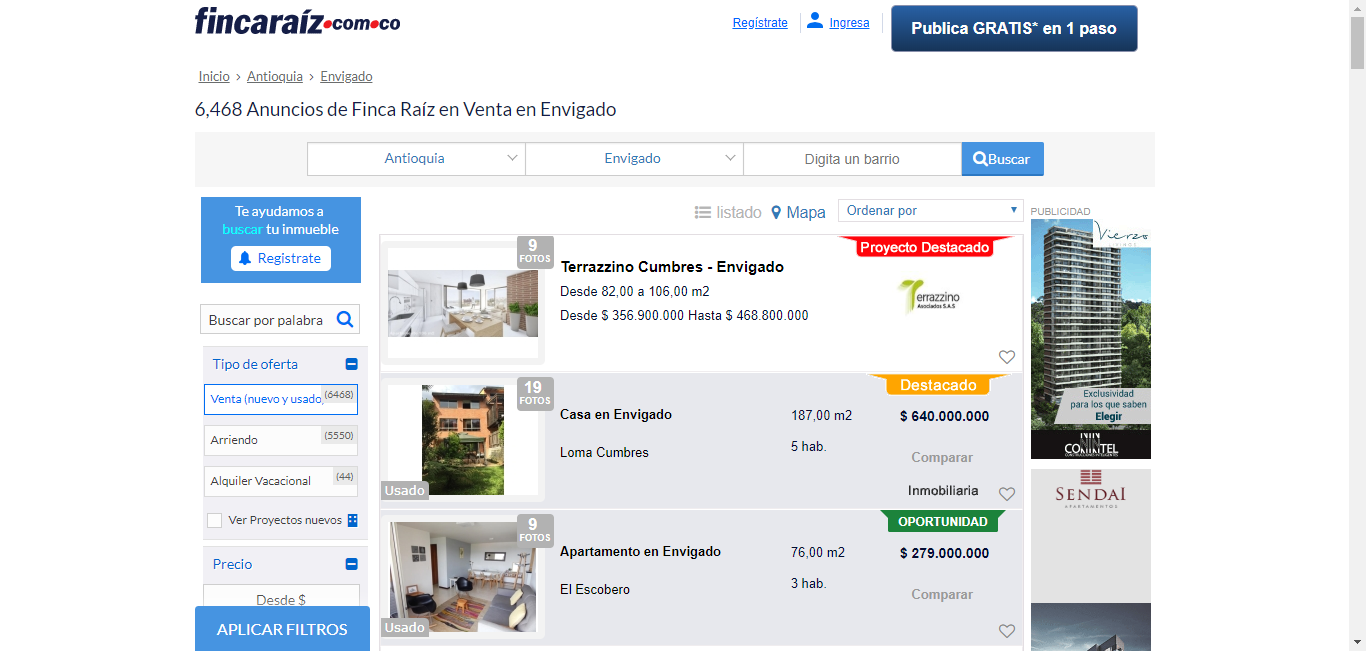 fincaraíz.com.co
Regístrate
Ingresa
Publica GRATIS* en 1 paso
Inicio › Antioquia › Envigado
6,468 Anuncios de Finca Raíz en Venta en Envigado
Antioquia
Envigado
Digita un barrio
Buscar
Te ayudamos a
buscar tu inmueble
Registrate
Buscar por palabra
Tipo de oferta
Venta (nuevo y usado
(6468)
Arriendo
(5550)
Alquiler Vacacional
(44)
Ver Proyectos nuevos
Precio
Desde $
APLICAR FILTROS
listado
Mapa
Ordenar por
9
FOTOS
Proyecto Destacado
Terrazzino Cumbres - Envigado
Desde 82,00 a 106,00 m2
Desde $ 356.900.000 Hasta $ 468.800.000
Terrazzino
Asociados S.A.S
19
FOTOS
Usado
Destacado
Casa en Envigado
187,00 m2
$ 640.000.000
Loma Cumbres
5 hab.
Comparar
Inmobiliaria
9
FOTOS
Usado
OPORTUNIDAD
Apartamento en Envigado
76,00 m2
$ 279.000.000
El Escobero
3 hab.
Comparar
PUBLICIDAD
Vierzo
Exclusividad
para los que saben
Elegir
CONINTEL
CONSTRUCCIONES INTELIGENTES
SENDAI
APARTAMENTOS